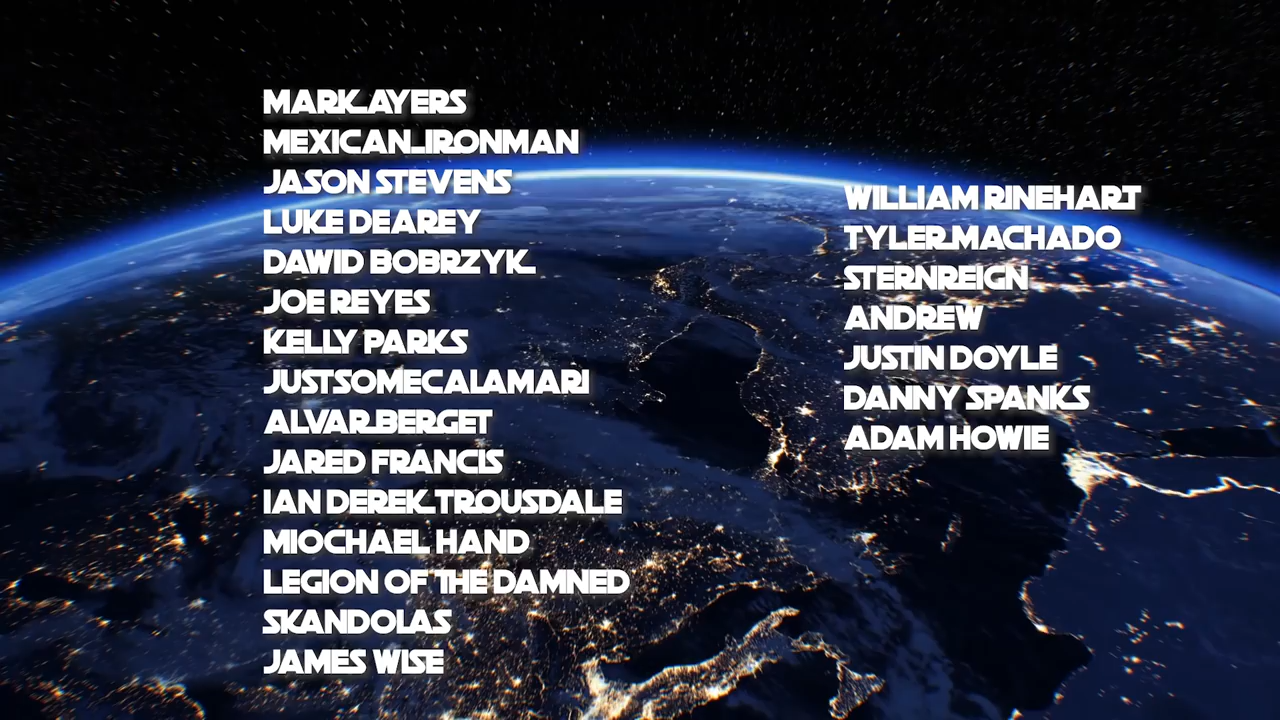 MARK AYERS
MEXICAN_IRONMAN
JASON STEVENS
LUKE DEAREY
DAWID BOBRZYK
JOE REYES
KELLY PARKS
JUSTSOMECALAMARI
ALVAR BERGET
JARED FRANCIS
IAN DEREK TROUSDALE
MIOCHAEL HAND
LEGION OF THE DAMNED
SKANDOLAS
JAMES WISE
WILLIAM RINEHART
TYLER MACHADO
STERNREIGN
ANDREW
JUSTIN DOYLE
DANNY SPANKS
ADAM HOWIE